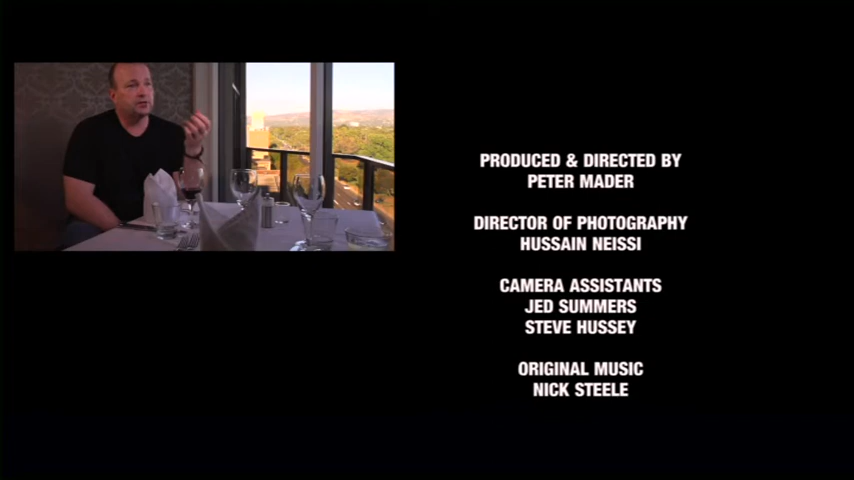 PRODUCED & DIRECTED BY
PETER MADER
DIRECTOR OF PHOTOGRAPHY
HUSSAIN NEISSI
CAMERA ASSISTANTS
JED SUMMERS
STEVE HUSSEY
ORIGINAL MUSIC
NICK STEELE